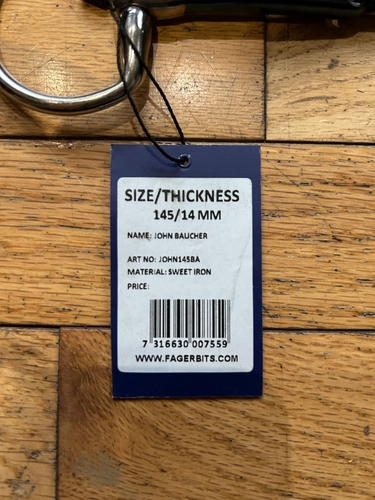 SIZE/THICKNESS
145/14 MM
NAME: JOHN BAUCHER
ART NO: JOHN145BA
MATERIAL: SWEET IRON
PRICE:
7 316630 007559
WWW.FAGERBITS.COM